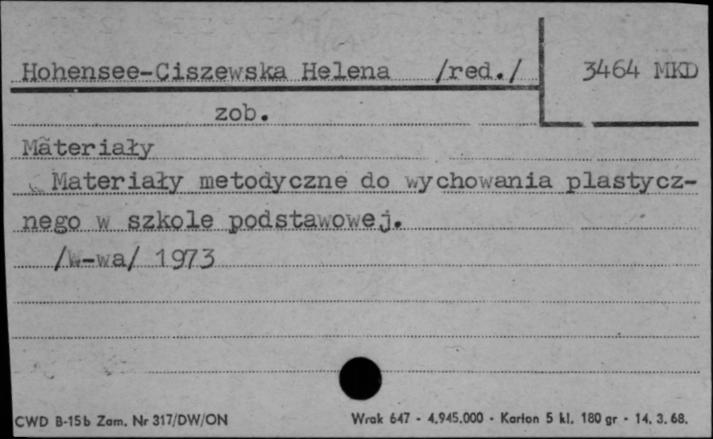 Hohensee-Ciszewska Helena /red./ 3464 MKD
zob.
Materiały
Materiały metodyczne do wychowania plastycz-
nego w szkole podstawowej.
/W-wa/ 1973
CWD B-15b Zam. Nr 317/DW/ON Wrak 647 - 4.945.000 - Karton 5 kl. 180 gr - 14. 3. 68.